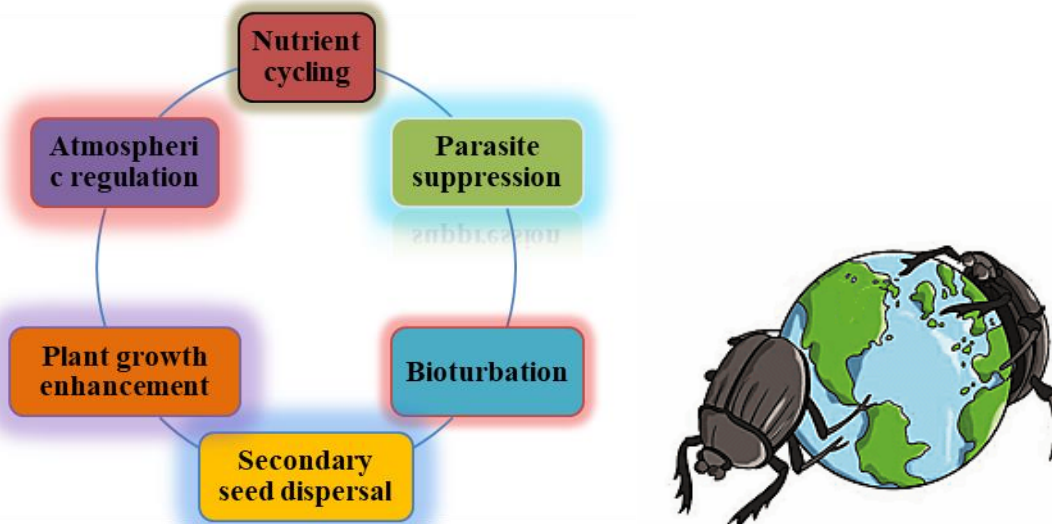 Nutrient
cycling
Parasite
suppression
Bioturbation
Secondary
seed dispersal
Plant growth
enhancement
Atmospheri
c regulation